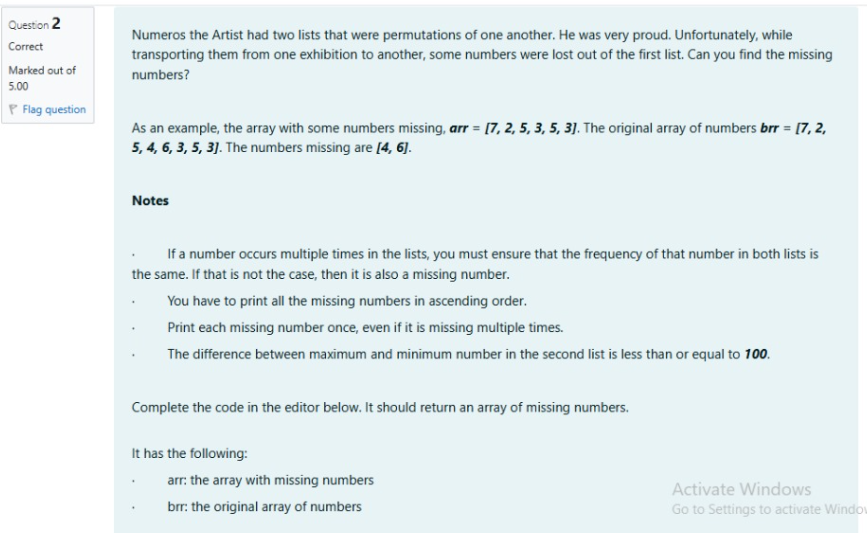 Question 2
Correct
Marked out of
5.00
Flag question
Numeros the Artist had two lists that were permutations of one another. He was very proud. Unfortunately, while
transporting them from one exhibition to another, some numbers were lost out of the first list. Can you find the missing
numbers?
As an example, the array with some numbers missing, arr = [7, 2, 5, 3, 5, 3]. The original array of numbers brr = [7, 2,
5, 4, 6, 3, 5, 3]. The numbers missing are [4, 6].
Notes
· If a number occurs multiple times in the lists, you must ensure that the frequency of that number in both lists is
the same. If that is not the case, then it is also a missing number.
· You have to print all the missing numbers in ascending order.
· Print each missing number once, even if it is missing multiple times.
· The difference between maximum and minimum number in the second list is less than or equal to 100.
Complete the code in the editor below. It should return an array of missing numbers.
It has the following:
· arr: the array with missing numbers
· brr: the original array of numbers
Activate Windows
Go to Settings to activate Windo